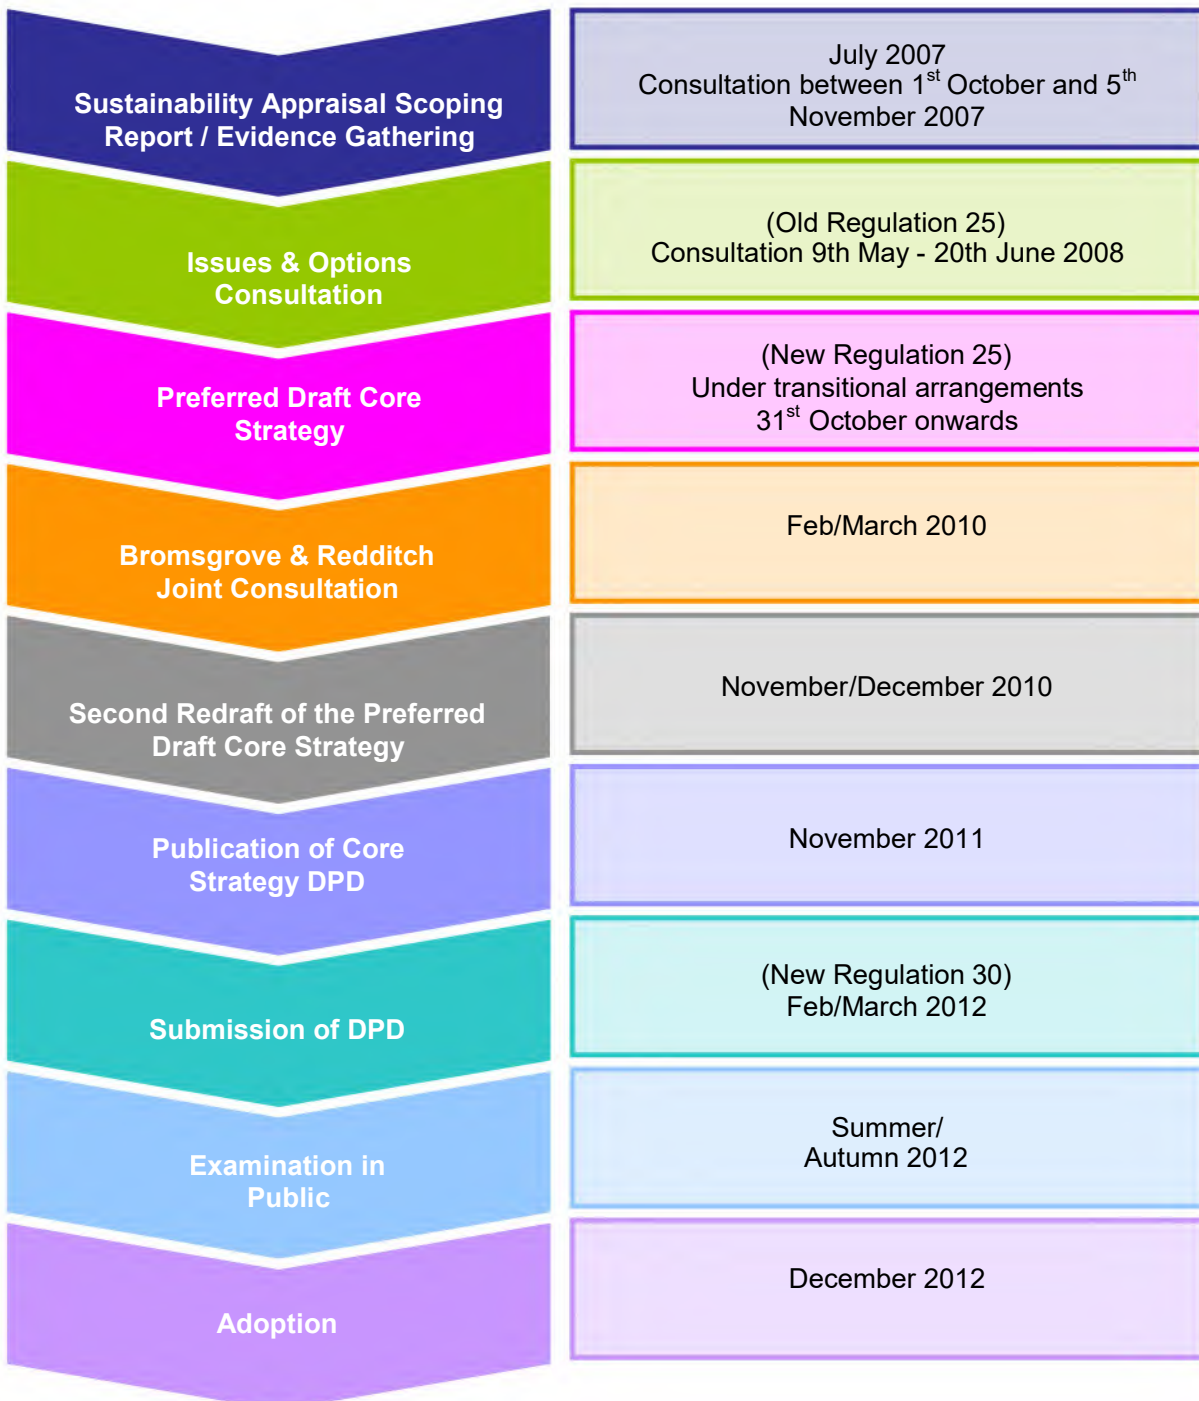 Sustainability Appraisal Scoping
Report / Evidence Gathering
July 2007
Consultation between 1st October and 5th
November 2007
Issues & Options
Consultation
(Old Regulation 25)
Consultation 9th May - 20th June 2008
Preferred Draft Core
Strategy
(New Regulation 25)
Under transitional arrangements
31st October onwards
Bromsgrove & Redditch
Joint Consultation
Feb/March 2010
Second Redraft of the Preferred
Draft Core Strategy
November/December 2010
Publication of Core
Strategy DPD
November 2011
Submission of DPD
(New Regulation 30)
Feb/March 2012
Examination in
Public
Summer/
Autumn 2012
Adoption
December 2012